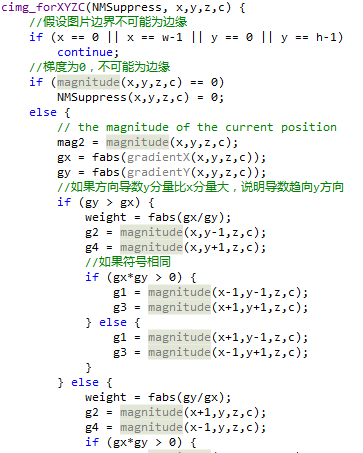 cimg_forXYZC(NMSuppress, x,y,z,c) {
//假设图片边界不可能为边缘
if (x == 0 || x == w-1 || y == 0 || y == h-1)
continue;
//梯度为0，不可能为边缘
if (magnitude(x,y,z,c) == 0)
NMSuppress(x,y,z,c) = 0;
else {
// the magnitude of the current position
mag2 = magnitude(x,y,z,c);
gx = fabs(gradientX(x,y,z,c));
gy = fabs(gradientY(x,y,z,c));
//如果方向导数y分量比x分量大，说明导数趋向y方向
if (gy > gx) {
weight = fabs(gx/gy);
g2 = magnitude(x,y-1,z,c);
g4 = magnitude(x,y+1,z,c);
//如果符号相同
if (gx*gy > 0) {
g1 = magnitude(x-1,y-1,z,c);
g3 = magnitude(x+1,y+1,z,c);
} else {
g1 = magnitude(x+1,y-1,z,c);
g3 = magnitude(x-1,y+1,z,c);
}
} else {
weight = fabs(gy/gx);
g2 = magnitude(x+1,y,z,c);
g4 = magnitude(x-1,y,z,c);
if (gx*gy > 0) {